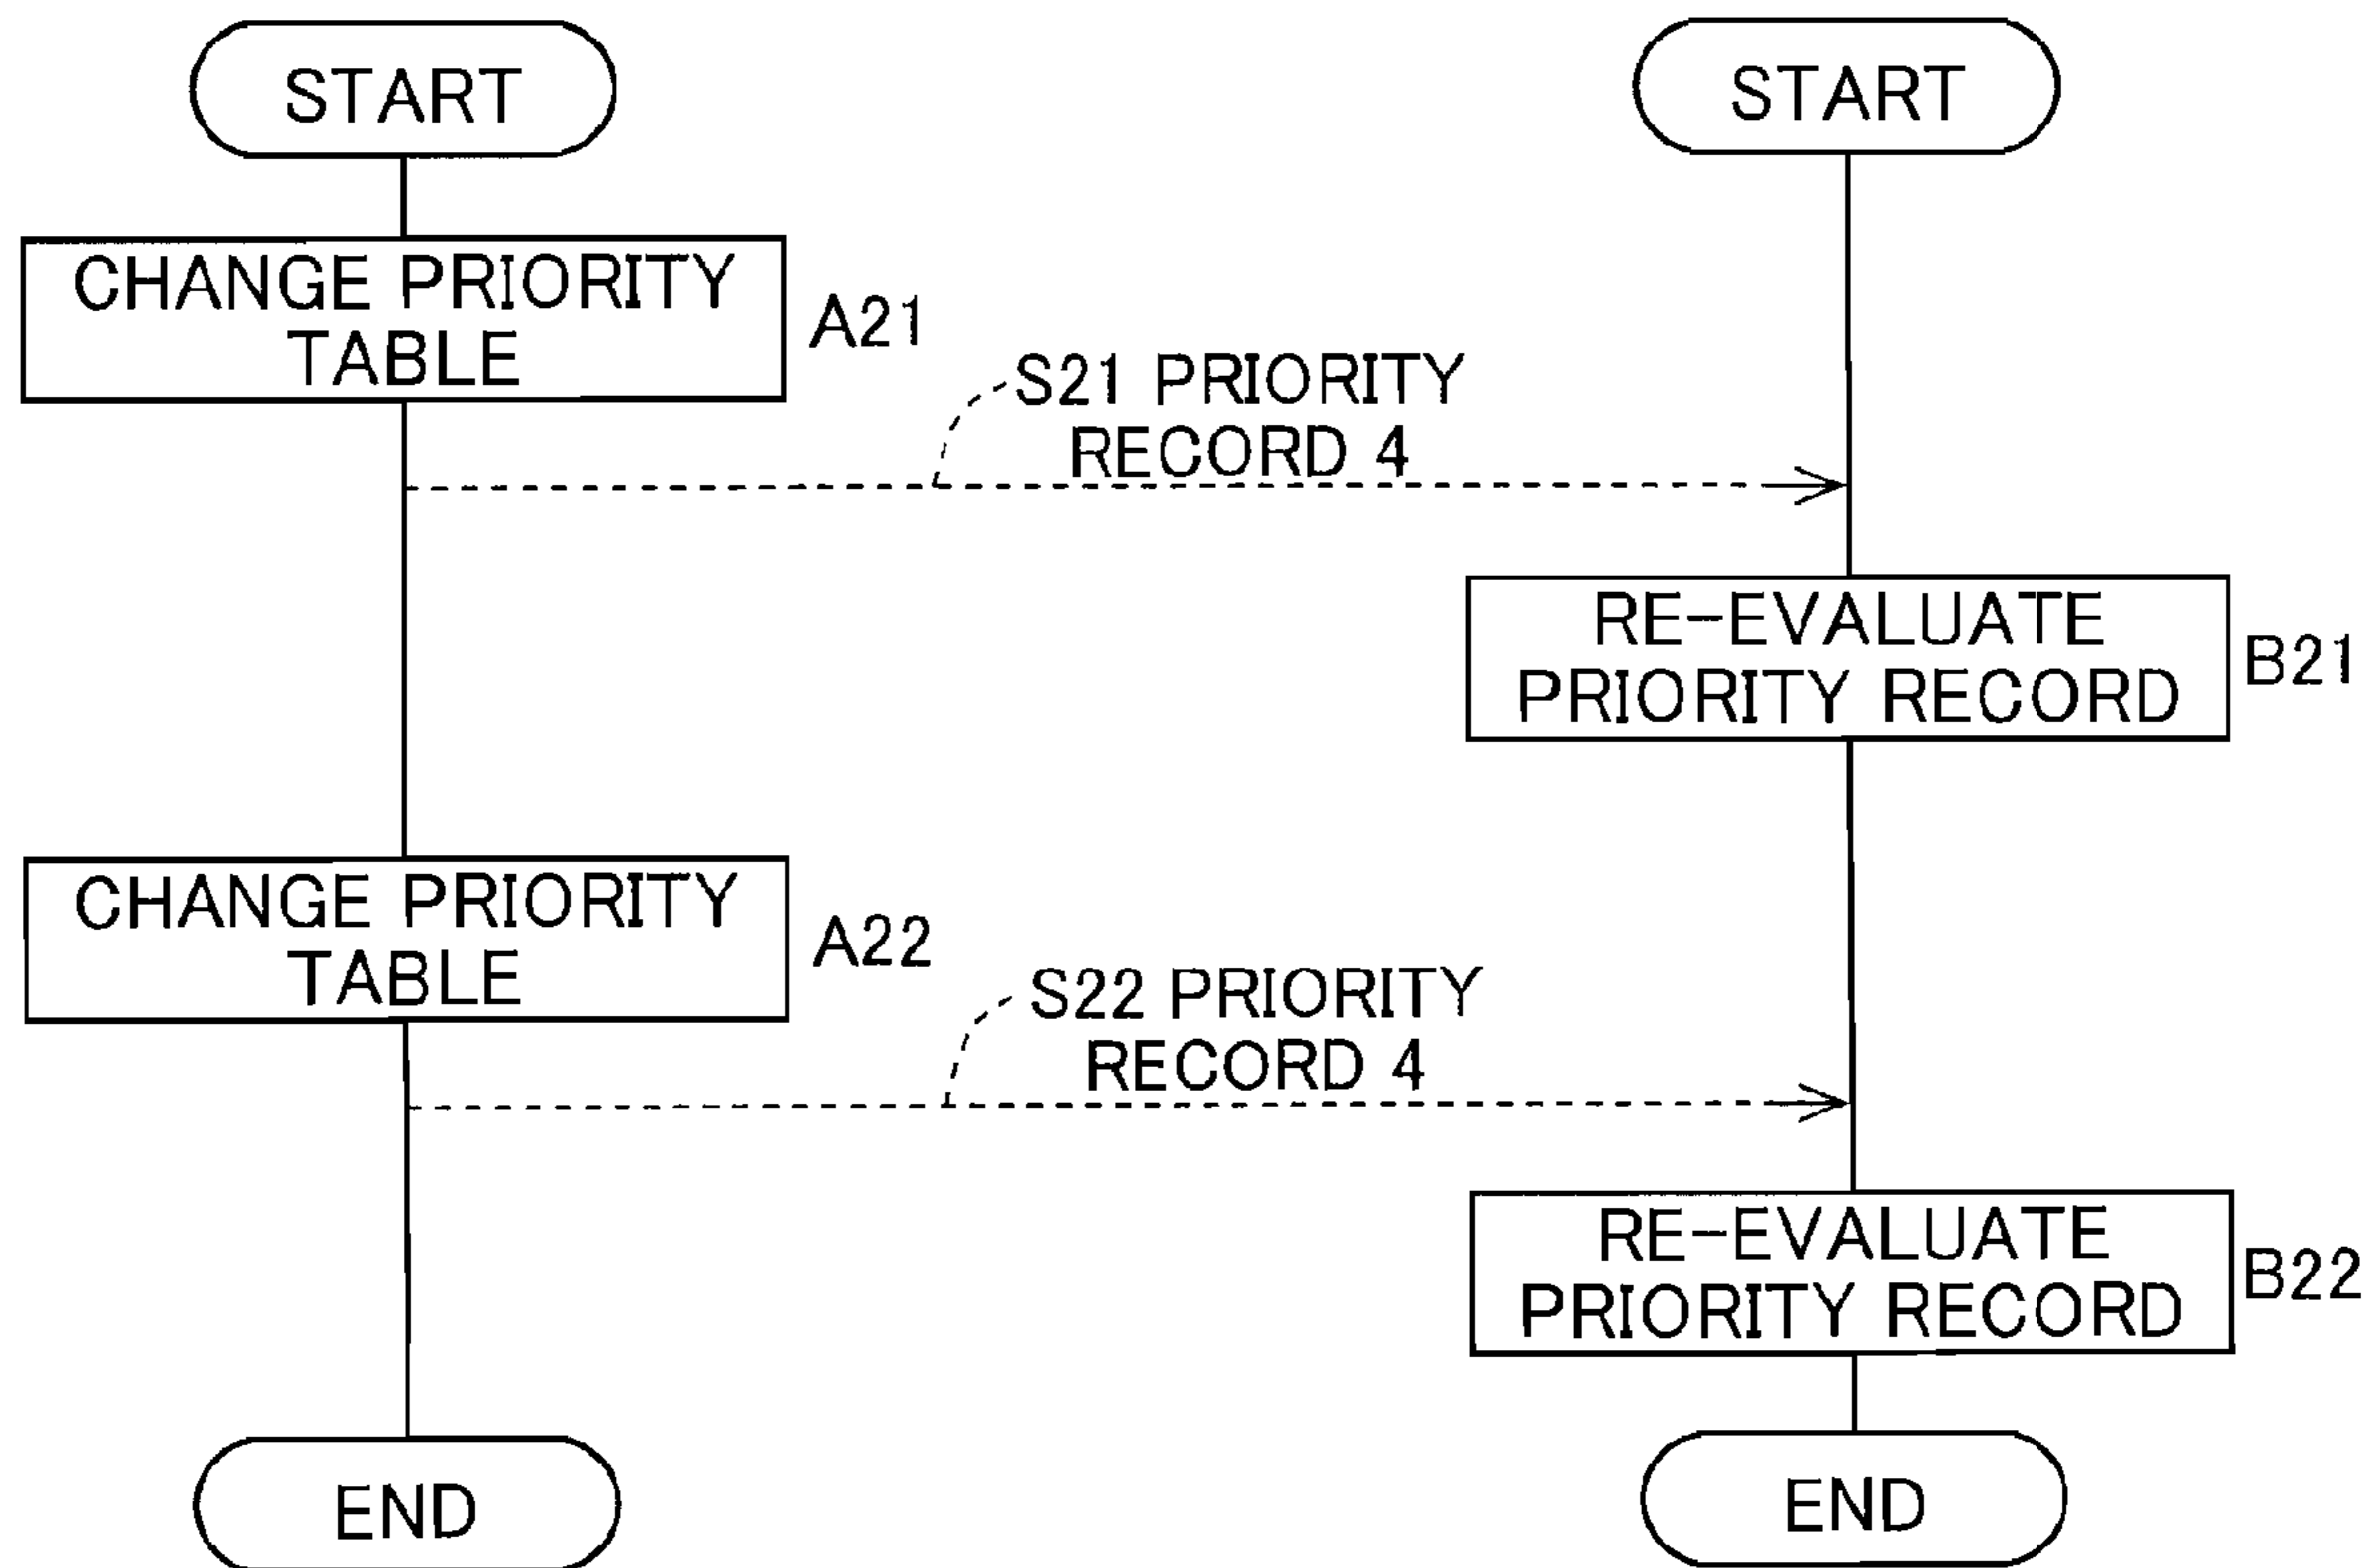 START
START
CHANGE PRIORITY
TABLE
A21
S21 PRIORITY
RECORD 4
RE-EVALUATE
PRIORITY RECORD
B21
CHANGE PRIORITY
TABLE
A22
S22 PRIORITY
RECORD 4
RE-EVALUATE
PRIORITY RECORD
B22
END
END